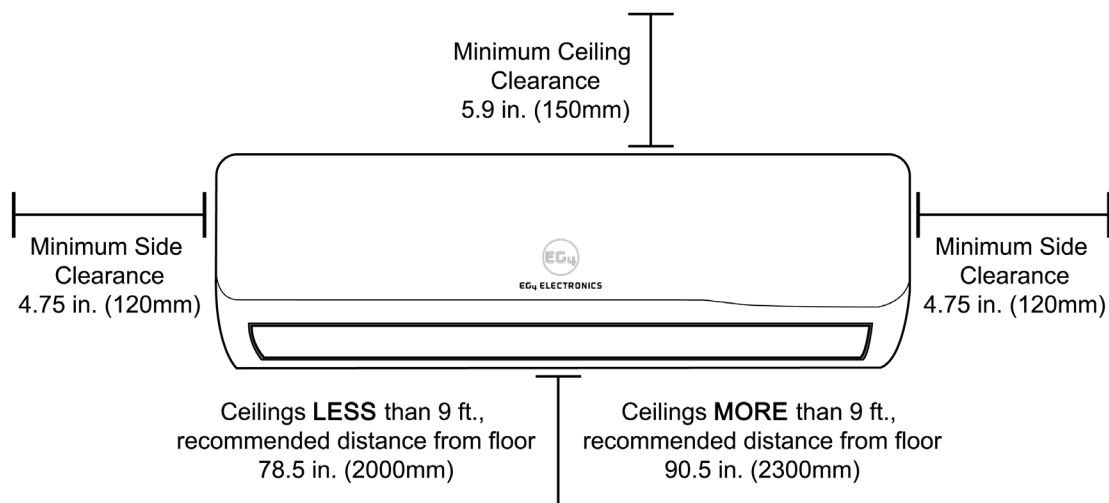 Minimum Ceiling
Clearance
5.9 in. (150mm)
Minimum Side
Clearance
4.75 in. (120mm)
EG4
EG4 ELECTRONICS
Minimum Side
Clearance
4.75 in. (120mm)
Ceilings LESS than 9 ft.,
recommended distance from floor
78.5 in. (2000mm)
Ceilings MORE than 9 ft.,
recommended distance from floor
90.5 in. (2300mm)